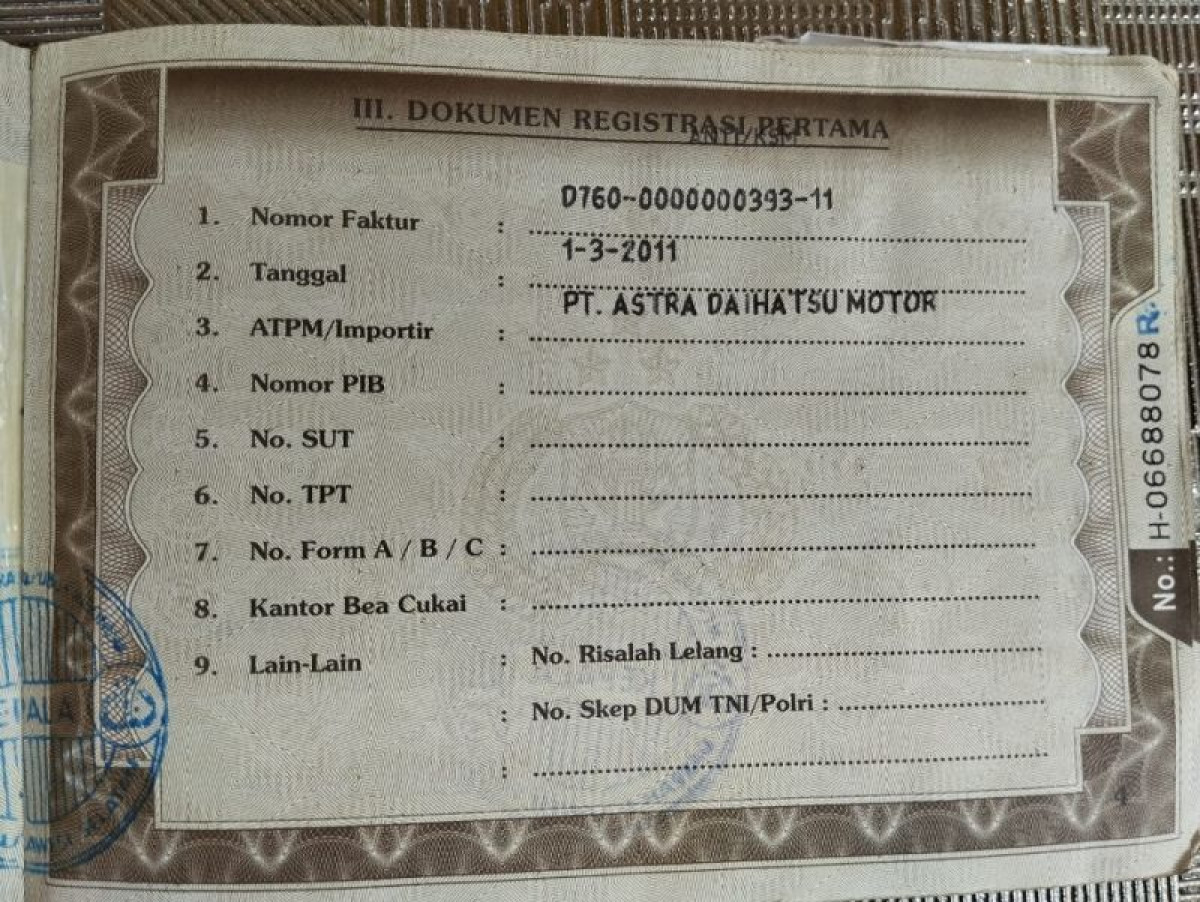 III. DOKUMEN REGISTRASI PERTAMA
ANTI/KSM
1. Nomor Faktur : D760-0000000393-11
2. Tanggal : 1-3-2011
3. ATPM/Importir : PT. ASTRA DAIHATSU MOTOR
4. Nomor PIB :
5. No. SUT :
6. No. TPT :
7. No. Form A / B / C :
8. Kantor Bea Cukai :
9. Lain-Lain : No. Risalah Lelang :
: No. Skep DUM TNI/Polri :
:
No.: H-06688078 R
4